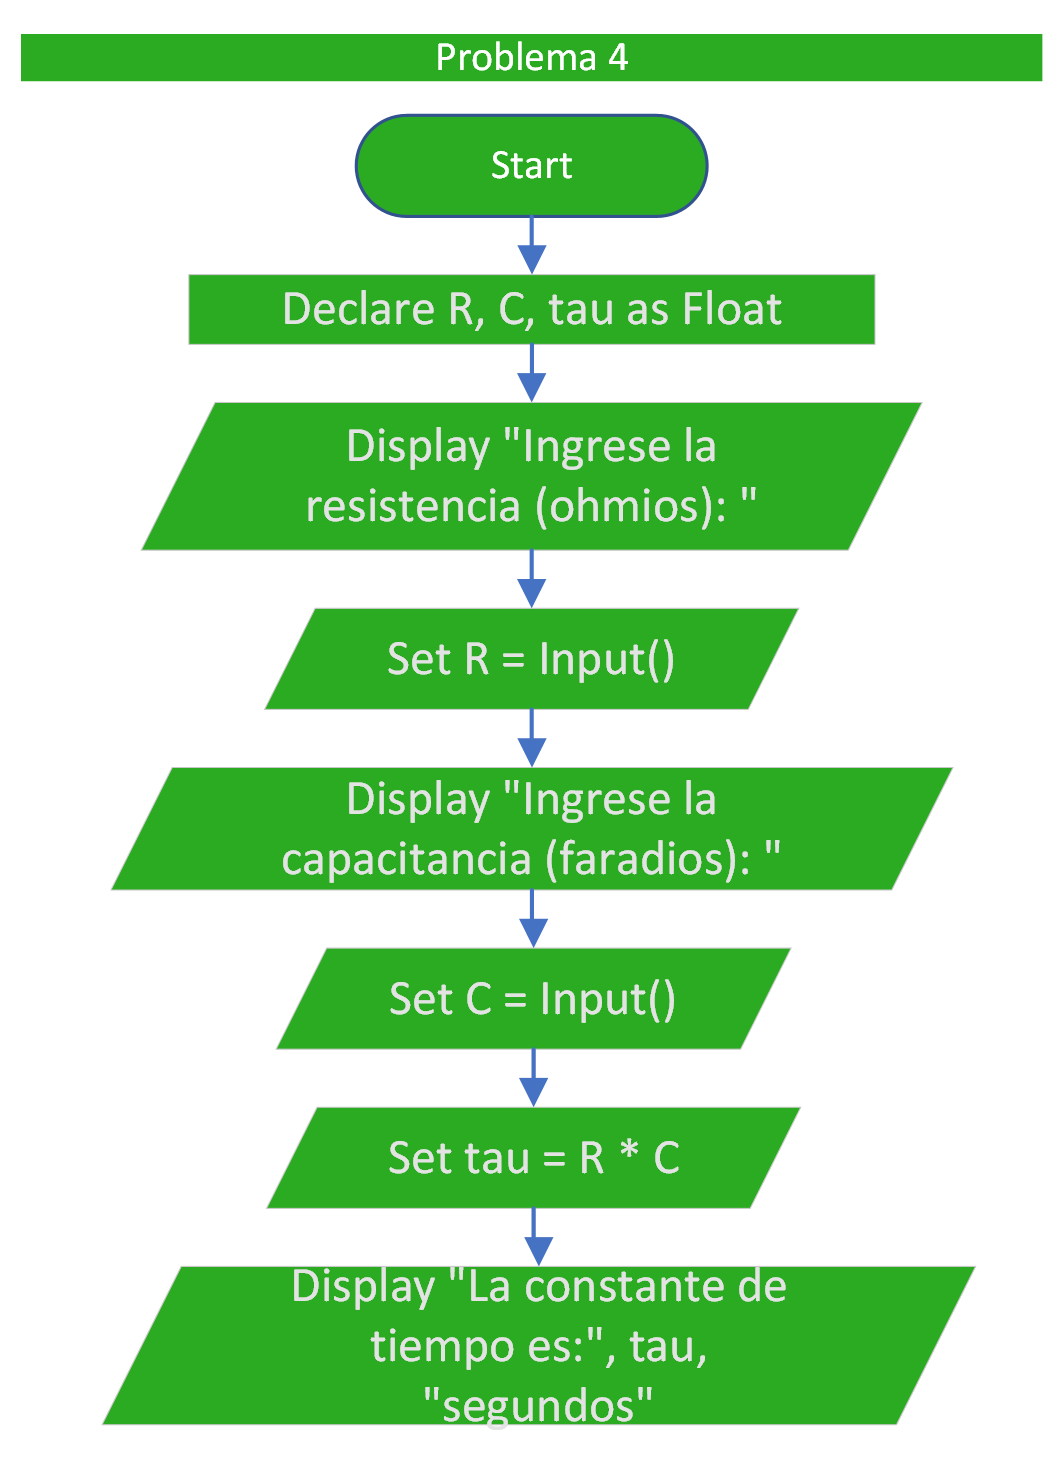 Problema 4
Start
Declare R, C, tau as Float
Display "Ingrese la
resistencia (ohmios): "
Set R = Input()
Display "Ingrese la
capacitancia (faradios): "
Set C = Input()
Set tau = R * C
Display "La constante de
tiempo es:", tau,
"segundos"